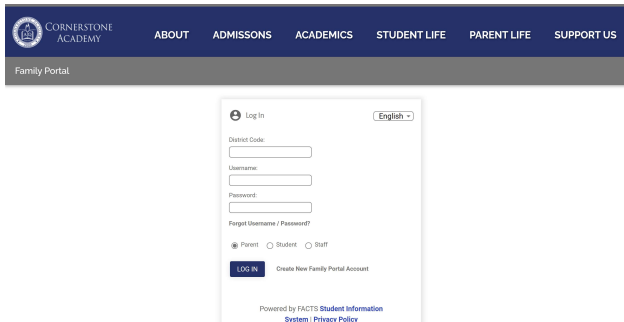 CORNERSTONE
ACADEMY
ABOUT ADMISSONS ACADEMICS STUDENT LIFE PARENT LIFE SUPPORT US
Family Portal
Log In English
District Code:
Username:
Password:
Forgot Username / Password?
Parent Student Staff
LOG IN Create New Family Portal Account
Powered by FACTS Student Information
System | Privacy Policy